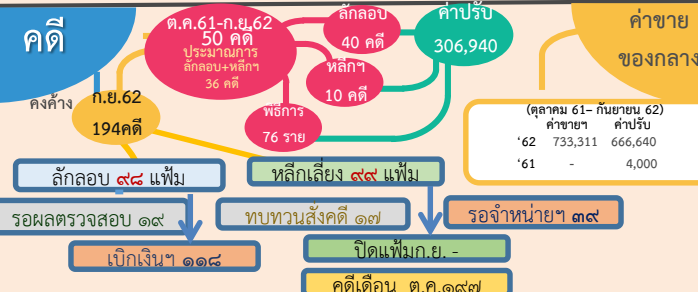 คดี
คงค้าง
ก.ย.62
194คดี
ต.ค.61-ก.ย.62
50 คดี
ประมาณการ
ลักลอบ+หลีกฯ
36 คดี
ลักลอบ
40 คดี
หลีกฯ
10 คดี
พิธีการ
76 ราย
ค่าปรับ
306,940
ค่าขาย
ของกลาง
(ตุลาคม 61– กันยายน 62)
ค่าขายฯ ค่าปรับ
‘62 733,311 666,640
‘61 - 4,000
ลักลอบ ๙๘ แฟ้ม
หลีกเลี่ยง ๙๙ แฟ้ม
รอผลตรวจสอบ ๑๙
ทบทวนสั่งคดี ๑๗
รอจำหน่ายฯ ๓๙
เบิกเงินฯ ๑๑๘
ปิดแฟ้มก.ย. -
คดีเดือน ต.ค.๑๙๗